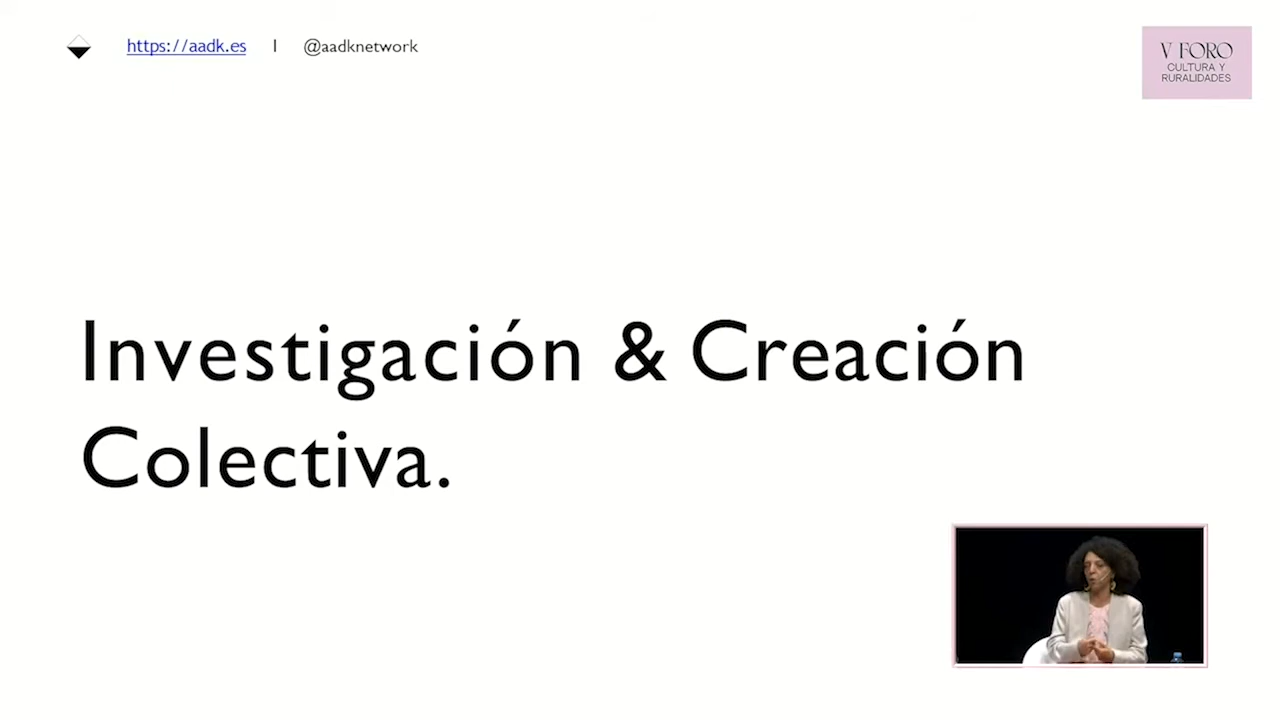 https://aadk.es I @aadknetwork
V FORO
CULTURA Y
RURALIDADES
Investigación & Creación
Colectiva.